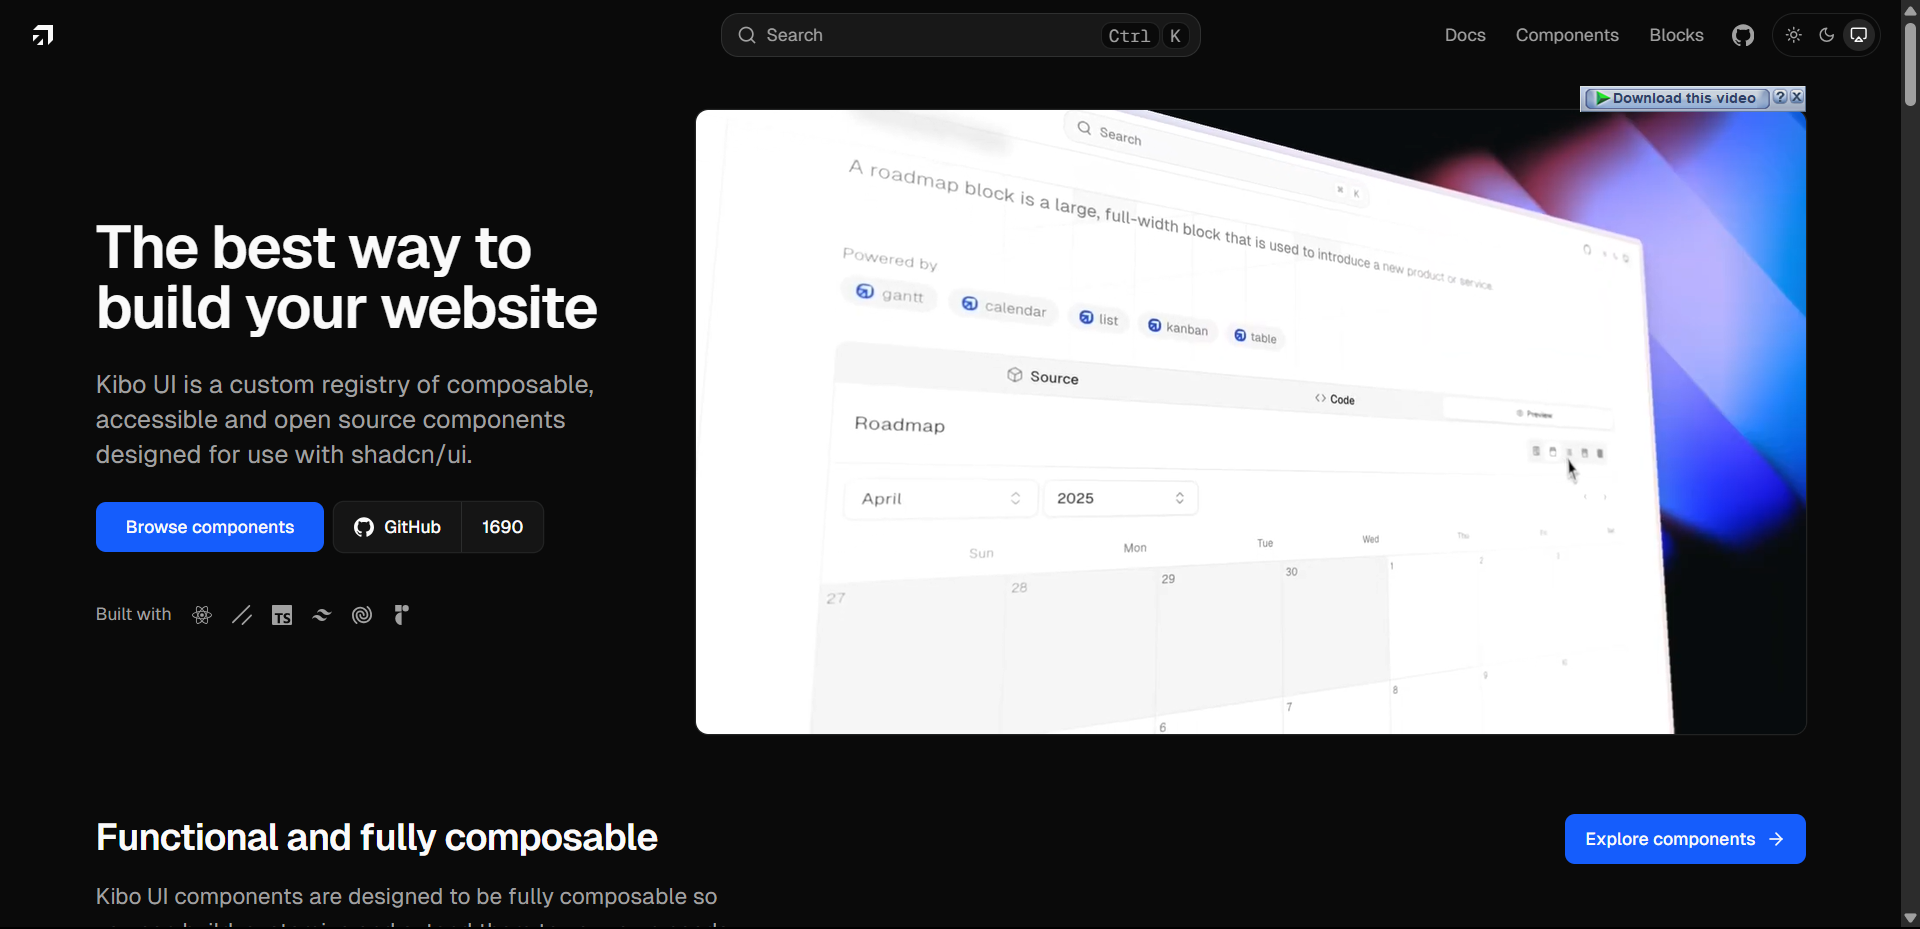 Search
Ctrl K
Docs
Components
Blocks
Download this video
The best way to
build your website
Kibo UI is a custom registry of composable,
accessible and open source components
designed for use with shadcn/ui.
Browse components
GitHub
1690
Built with
TS
Search
K
A roadmap block is a large, full-width block that is used to introduce a new product or service.
Powered by
gantt
calendar
list
kanban
table
Source
Code
Preview
Roadmap
April
2025
Sun
Mon
Tue
Wed
Thu
27
28
29
30
1
2
3
6
7
8
9
Functional and fully composable
Explore components
Kibo UI components are designed to be fully composable so